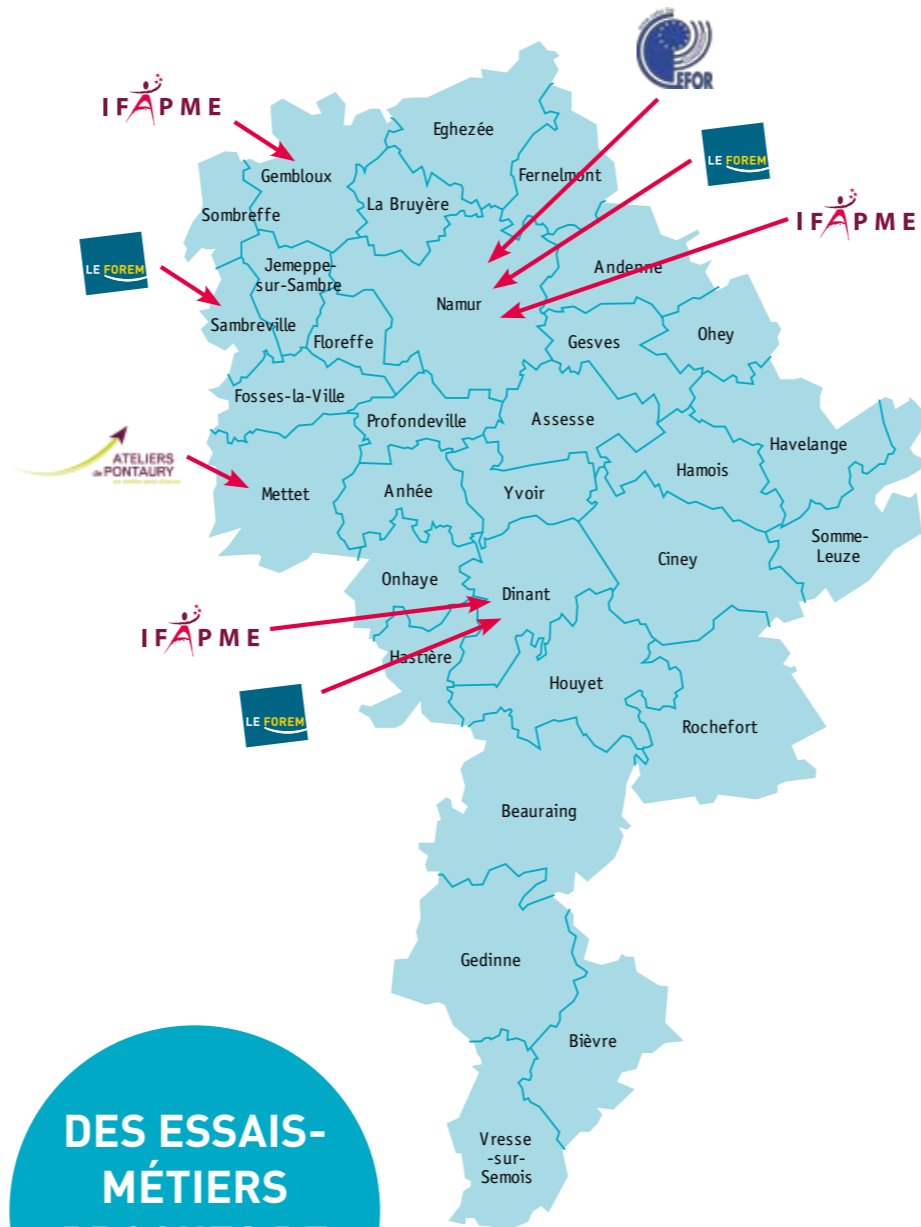 EFOR
IFAPME
Eghezée
LE FOREM
Gembloux
Fernelmont
La Bruyère
Sombreffe
IFAPME
LE FOREM
Jemeppe-
sur-Sambre
Andenne
Namur
Sambreville
Floreffe
Gesves
Ohey
Fosses-la-Ville
Profondeville
Assesse
Havelange
ATELIERS
de PONTAURY
Hamois
Mettet
Anhée
Yvoir
Somme-
Leuze
Ciney
Onhaye
Dinant
IFAPME
Hastière
Houyet
LE FOREM
Rochefort
Beauraing
Gedinne
Bièvre
DES ESSAIS-
MÉTIERS
Vresse
-sur-
Semois